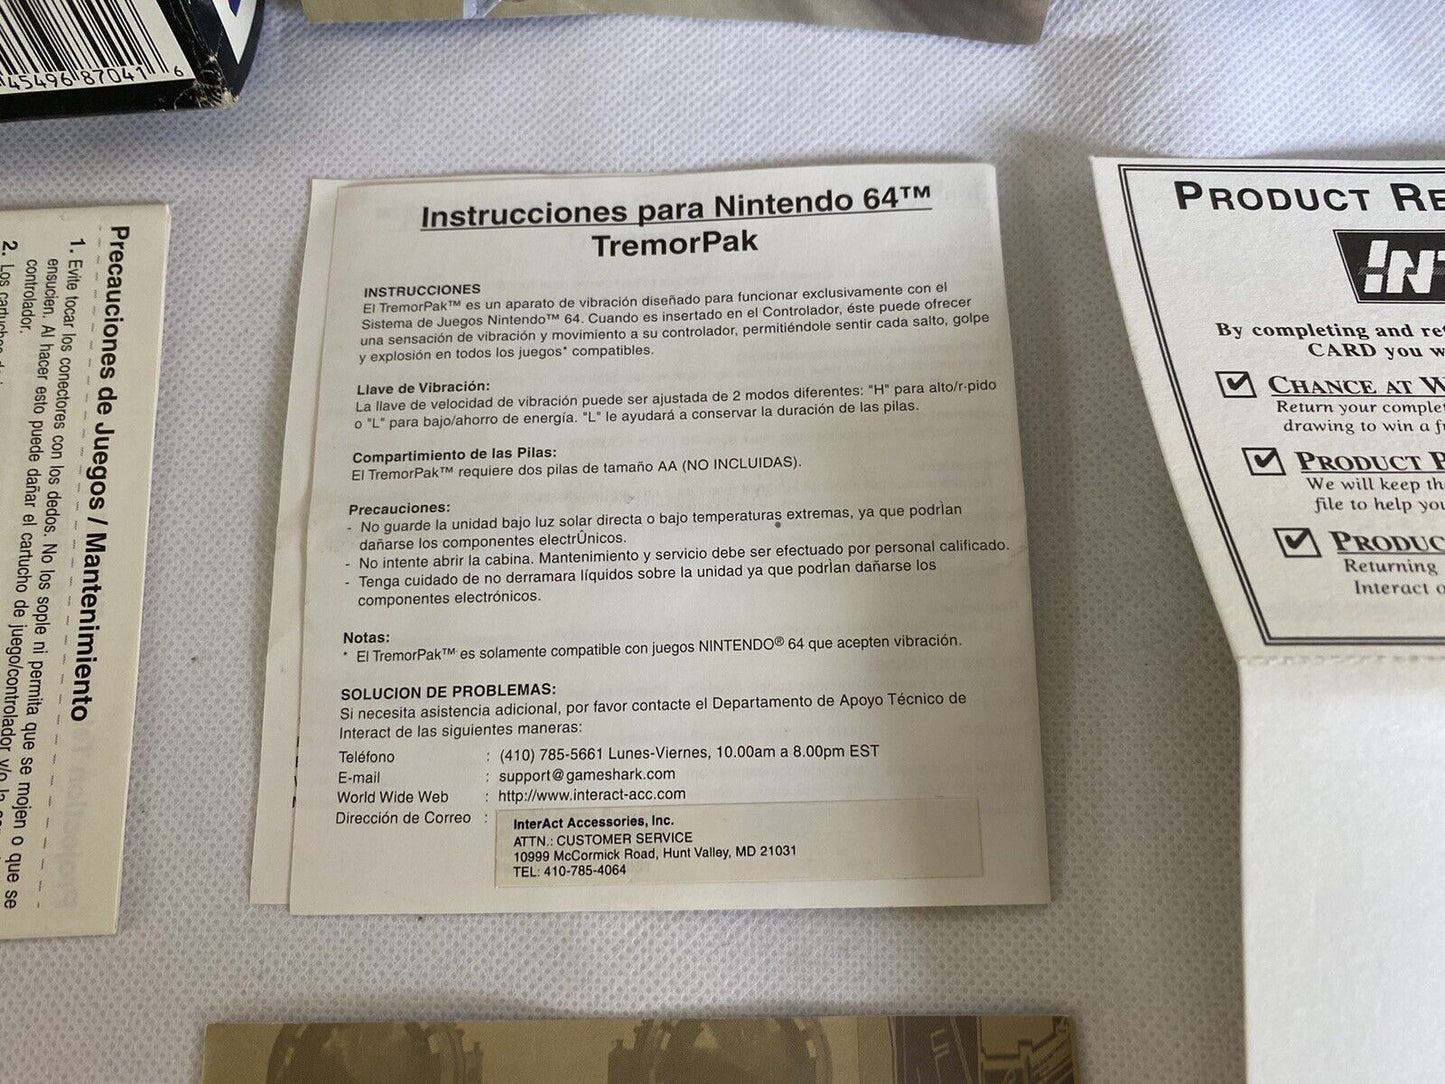 45496 87041 6
Precauciones de Juegos / Mantenimiento
1. Evite tocar los conectores con los dedos. No los sople ni permita que se mojen o que se
ensucien. Al hacer esto puede dañar el cartucho de juego/controlador y/o la
controlador.
2. Los cartuchos
Instrucciones para Nintendo 64™
TremorPak
INSTRUCCIONES
El TremorPak™ es un aparato de vibración diseñado para funcionar exclusivamente con el
Sistema de Juegos Nintendo™ 64. Cuando es insertado en el Controlador, éste puede ofrecer
una sensación de vibración y movimiento a su controlador, permitiéndole sentir cada salto, golpe
y explosión en todos los juegos* compatibles.
Llave de Vibración:
La llave de velocidad de vibración puede ser ajustada de 2 modos diferentes: "H" para alto/r·pido
o "L" para bajo/ahorro de energía. "L" le ayudará a conservar la duración de las pilas.
Compartimiento de las Pilas:
El TremorPak™ requiere dos pilas de tamaño AA (NO INCLUIDAS).
Precauciones:
- No guarde la unidad bajo luz solar directa o bajo temperaturas extremas, ya que podrÌan
dañarse los componentes electrÛnicos.
- No intente abrir la cabina. Mantenimiento y servicio debe ser efectuado por personal calificado.
- Tenga cuidado de no derramara líquidos sobre la unidad ya que podrÌan dañarse los
componentes electrónicos.
Notas:
* El TremorPak™ es solamente compatible con juegos NINTENDO® 64 que acepten vibración.
SOLUCION DE PROBLEMAS:
Si necesita asistencia adicional, por favor contacte el Departamento de Apoyo Técnico de
Interact de las siguientes maneras:
Teléfono : (410) 785-5661 Lunes-Viernes, 10.00am a 8.00pm EST
E-mail : support@gameshark.com
World Wide Web : http://www.interact-acc.com
Dirección de Correo :
InterAct Accessories, Inc.
ATTN.: CUSTOMER SERVICE
10999 McCormick Road, Hunt Valley, MD 21031
TEL: 410-785-4064
PRODUCT RE
INT
By completing and ret
CARD you w
CHANCE AT W
Return your comple
drawing to win a f
PRODUCT P
We will keep th
file to help you
PRODUC
Returning
Interact o